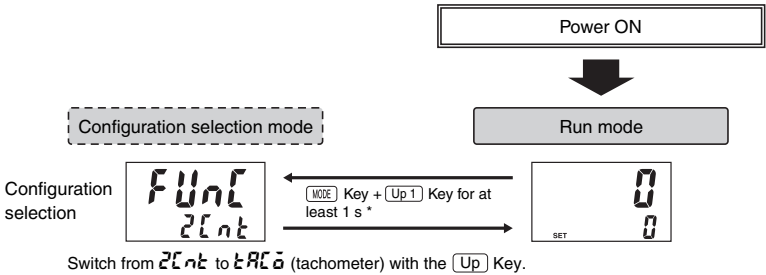 Power ON
Configuration selection mode
Run mode
Configuration
selection
FUnC
2Cnt
MODE Key + Up 1 Key for at
least 1 s *
0
SET 0
Switch from 2Cnt to tACo (tachometer) with the Up Key.